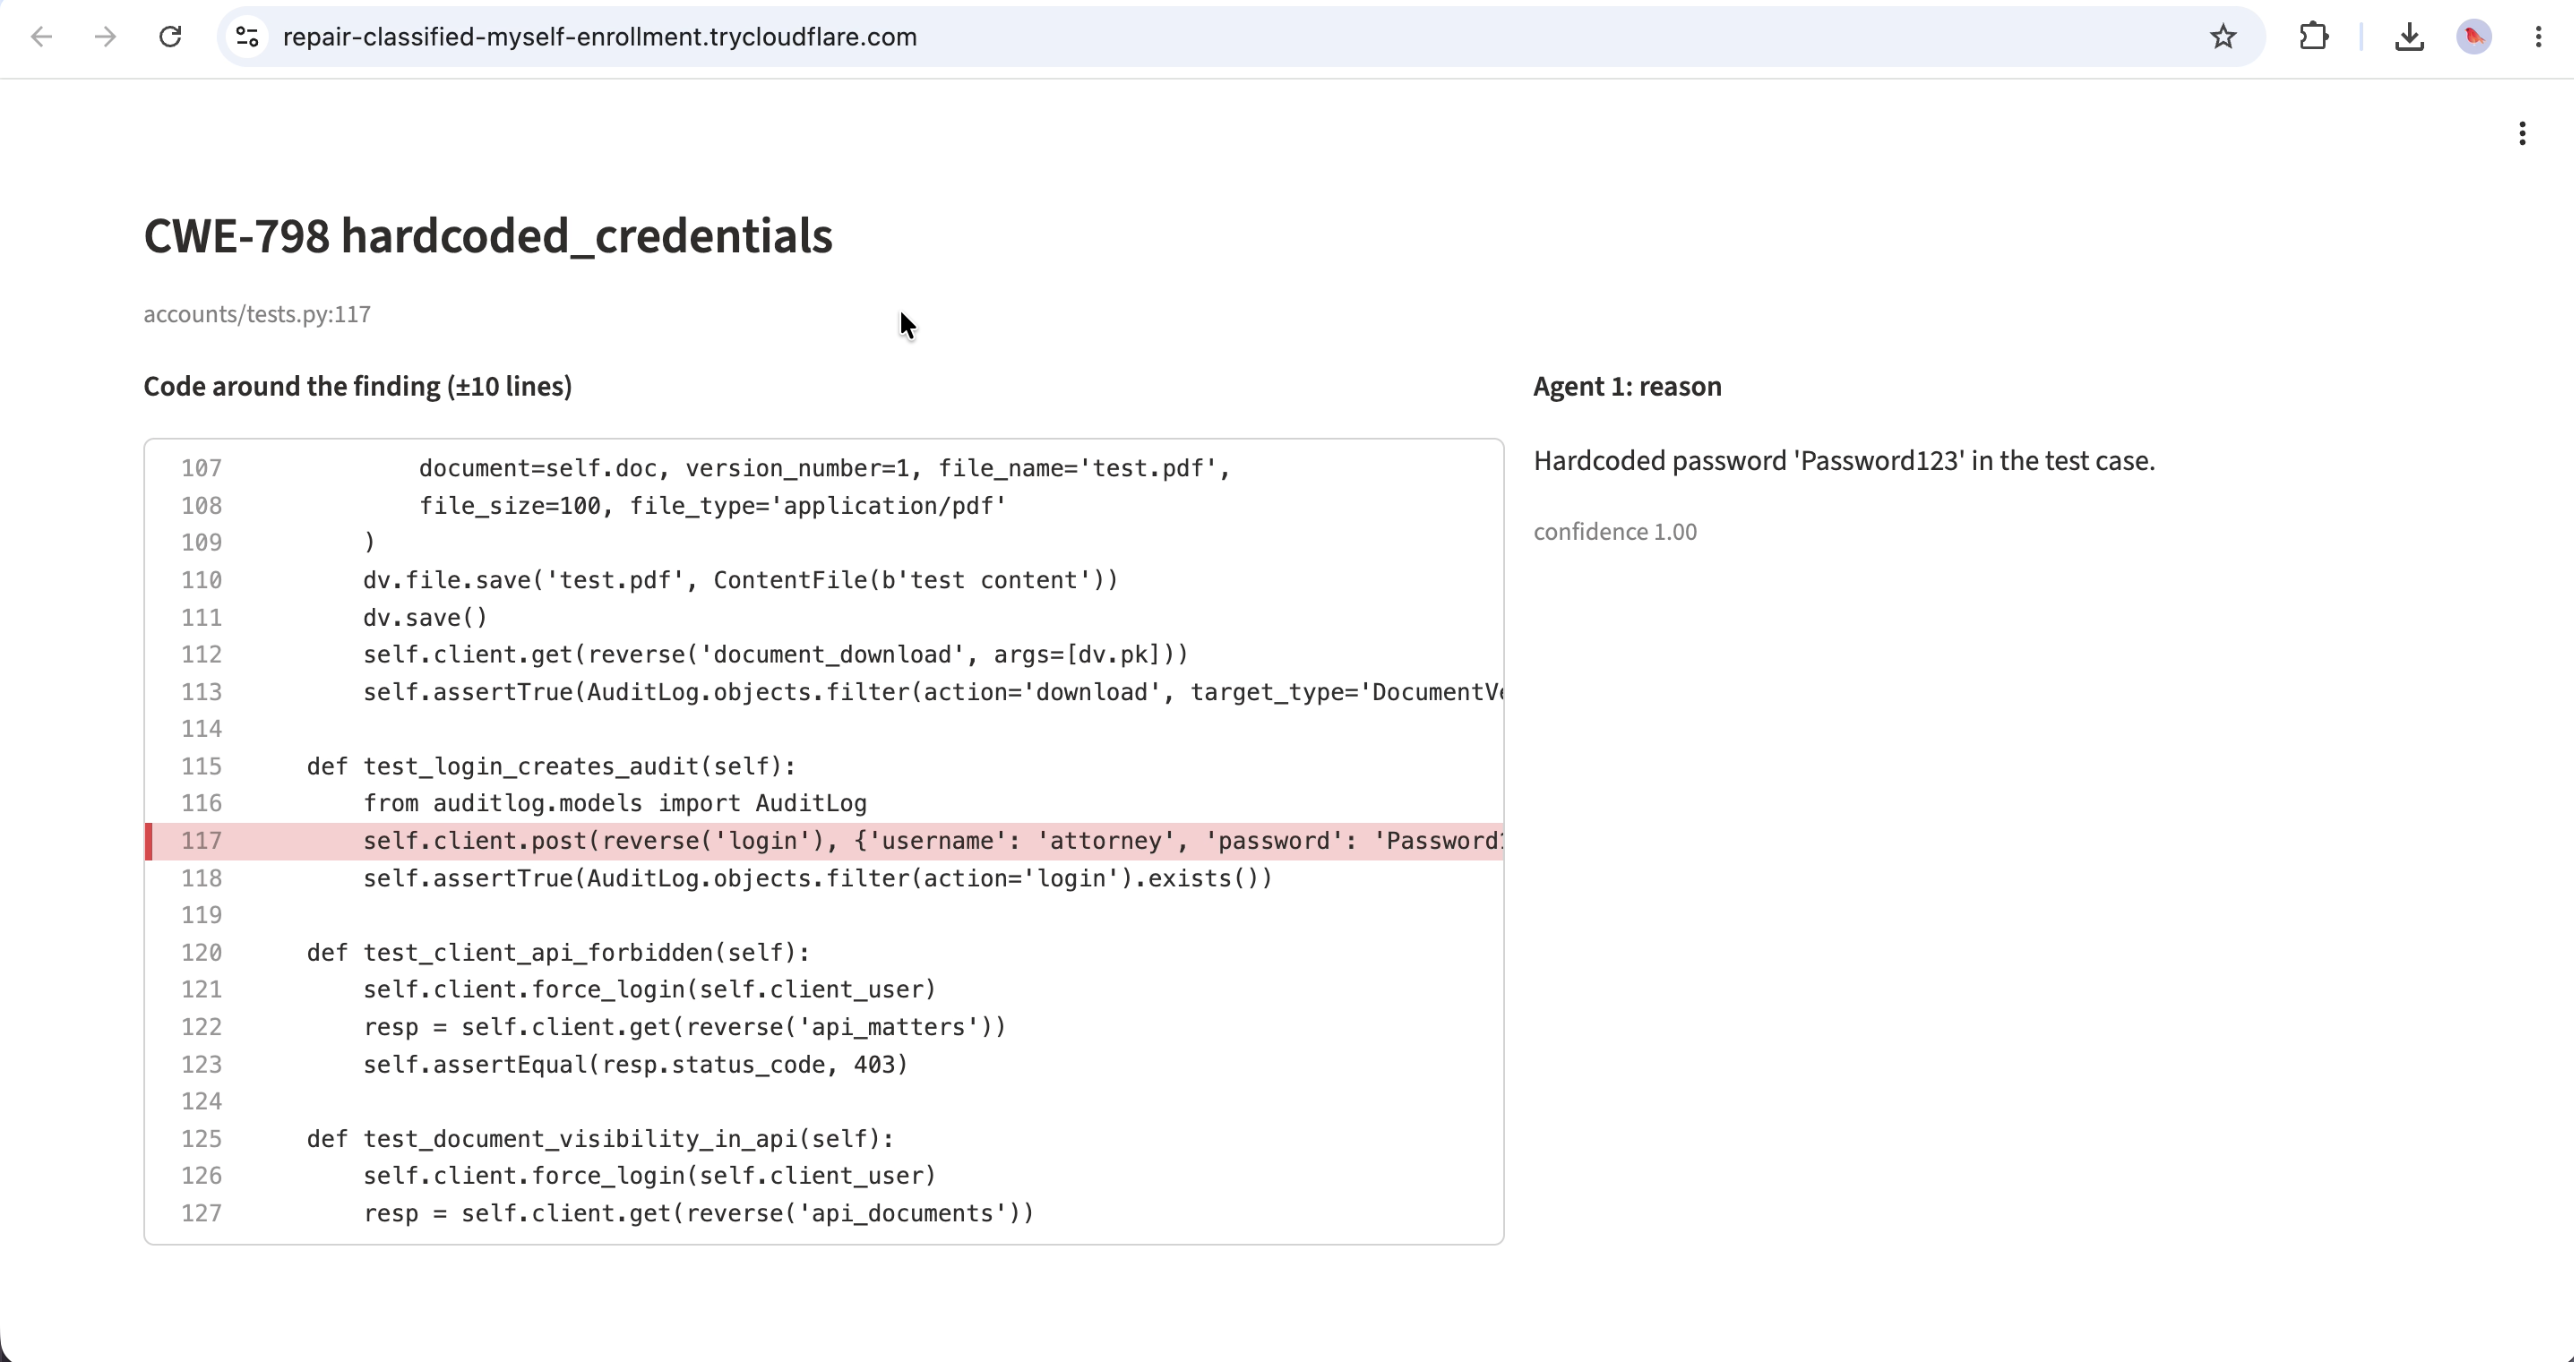 repair-classified-myself-enrollment.trycloudflare.com
CWE-798 hardcoded_credentials
accounts/tests.py:117
Code around the finding (±10 lines)
107 document=self.doc, version_number=1, file_name='test.pdf',
108 file_size=100, file_type='application/pdf'
109 )
110 dv.file.save('test.pdf', ContentFile(b'test content'))
111 dv.save()
112 self.client.get(reverse('document_download', args=[dv.pk]))
113 self.assertTrue(AuditLog.objects.filter(action='download', target_type='DocumentVe
114
115 def test_login_creates_audit(self):
116 from auditlog.models import AuditLog
117 self.client.post(reverse('login'), {'username': 'attorney', 'password': 'Password1
118 self.assertTrue(AuditLog.objects.filter(action='login').exists())
119
120 def test_client_api_forbidden(self):
121 self.client.force_login(self.client_user)
122 resp = self.client.get(reverse('api_matters'))
123 self.assertEqual(resp.status_code, 403)
124
125 def test_document_visibility_in_api(self):
126 self.client.force_login(self.client_user)
127 resp = self.client.get(reverse('api_documents'))
Agent 1: reason
Hardcoded password 'Password123' in the test case.
confidence 1.00